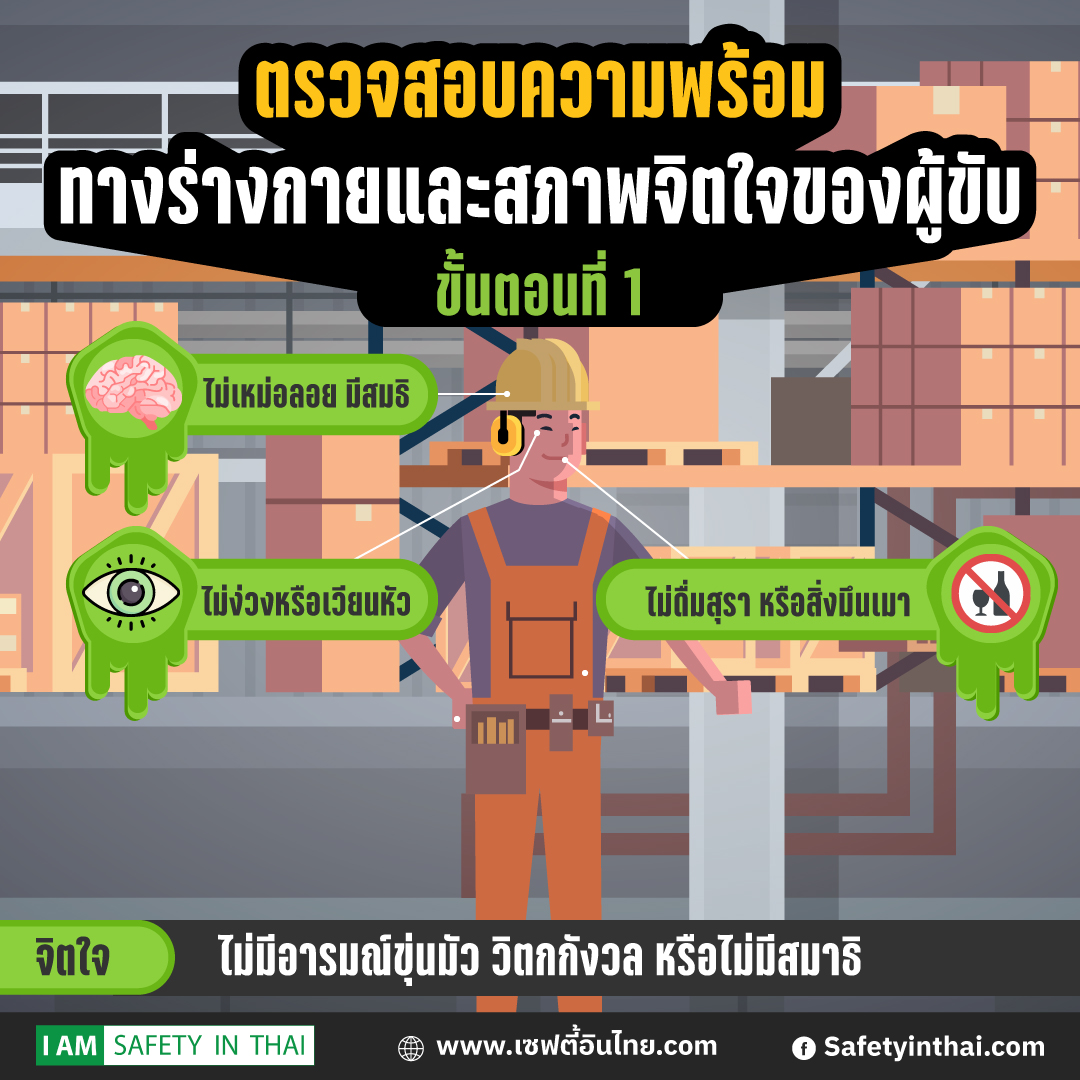 ตรวจสอบความพร้อม
ทางร่างกายและสภาพจิตใจของผู้ขับ
ขั้นตอนที่ 1
ไม่เหม่อลอย มีสมธิ
ไม่ง่วงหรือเวียนหัว
ไม่ดื่มสุรา หรือสิ่งมึนเมา
จิตใจ
ไม่มีอารมณ์ขุ่นมัว วิตกกังวล หรือไม่มีสมาธิ
I AM SAFETY IN THAI
www.เซฟตี้อินไทย.com
Safetyinthai.com